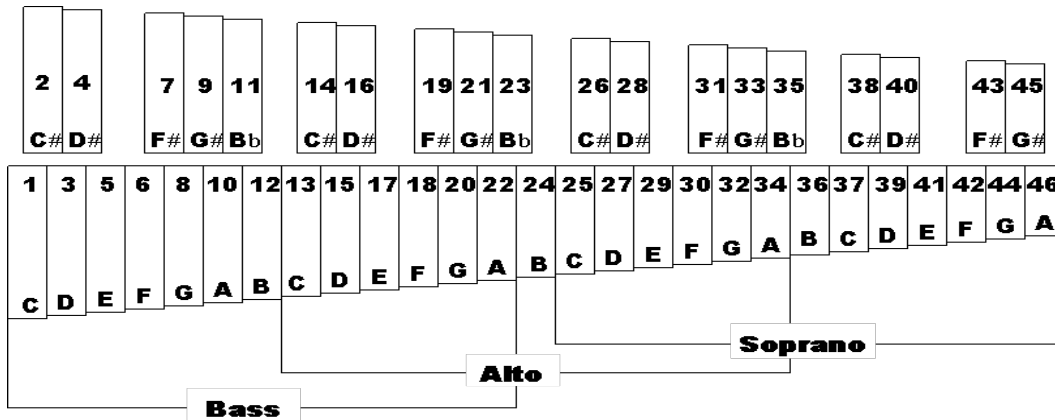 2 4 7 9 11 14 16 19 21 23 26 28 31 33 35 38 40 43 45
C# D# F# G# Bb C# D# F# G# Bb C# D# F# G# Bb C# D# F# G#
1 3 5 6 8 10 12 13 15 17 18 20 22 24 25 27 29 30 32 34 36 37 39 41 42 44 46
C D E F G A B C D E F G A B C D E F G A B C D E F G A
Soprano
Alto
Bass